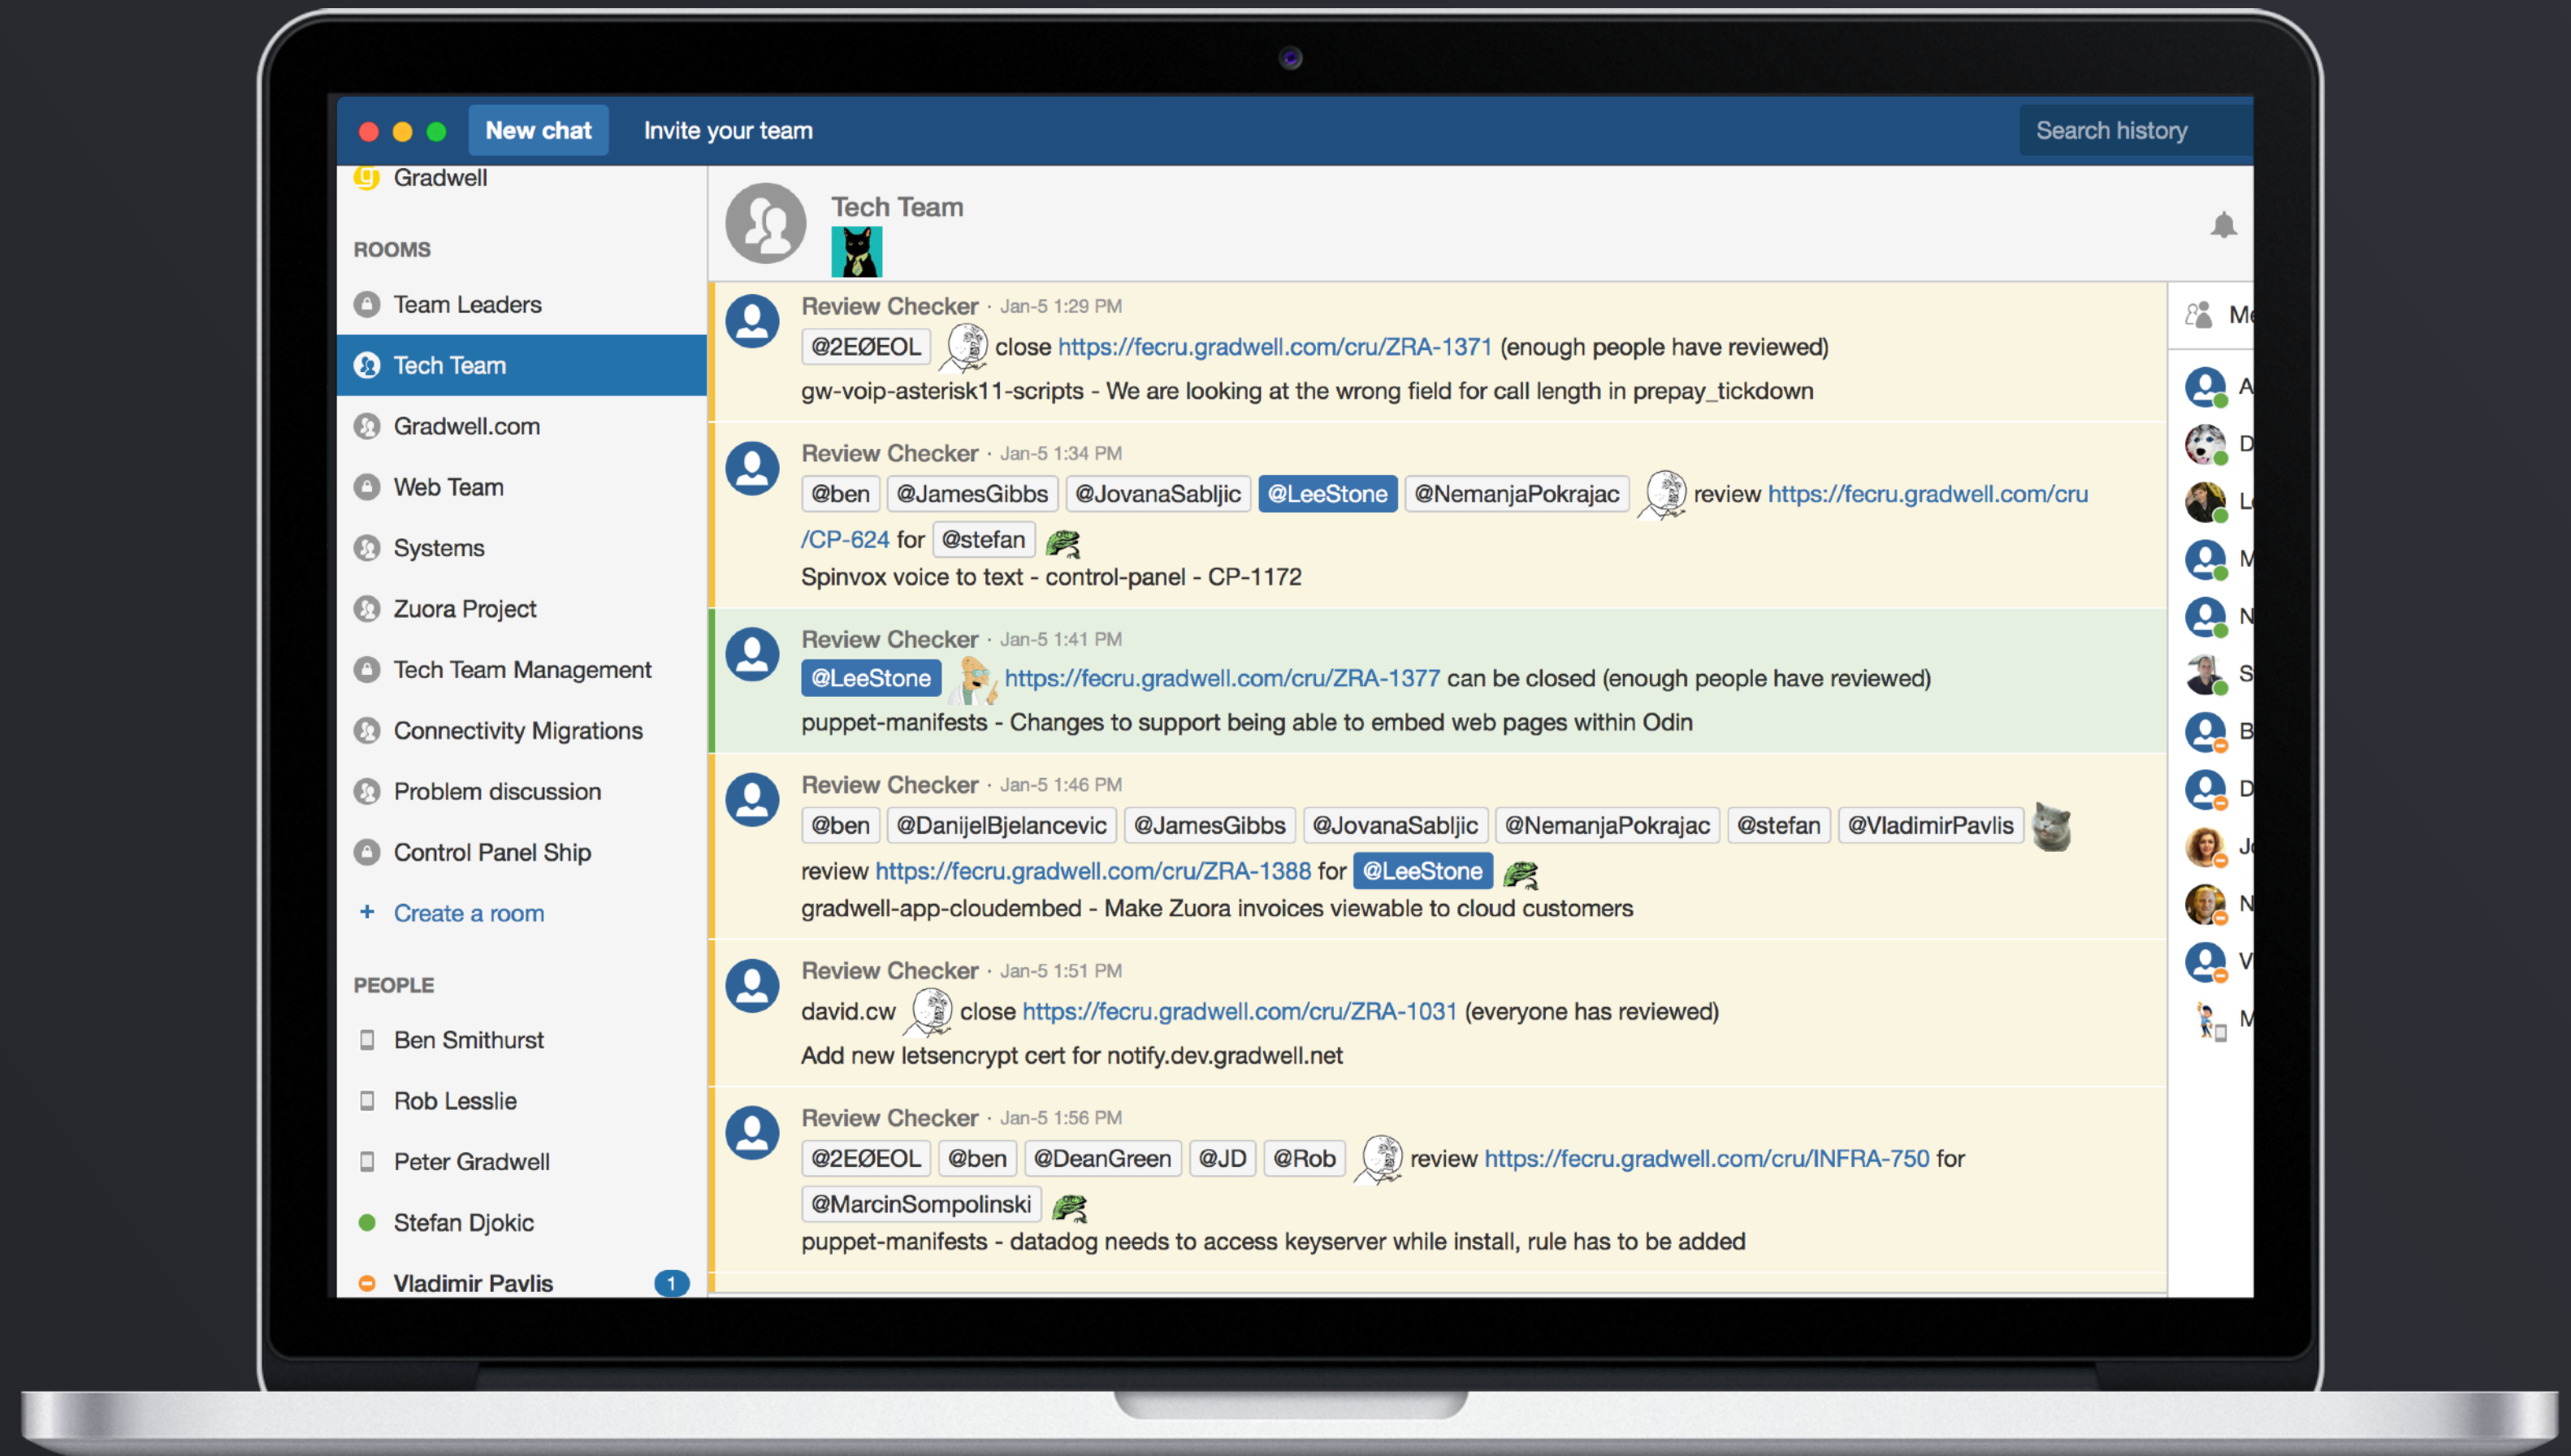 New chat
Invite your team
Search history
Gradwell
ROOMS
Team Leaders
Tech Team
Gradwell.com
Web Team
Systems
Zuora Project
Tech Team Management
Connectivity Migrations
Problem discussion
Control Panel Ship
+ Create a room
PEOPLE
Ben Smithurst
Rob Lesslie
Peter Gradwell
Stefan Djokic
Vladimir Pavlis 1
Tech Team
Review Checker · Jan-5 1:29 PM
@2EØEOL close https://fecru.gradwell.com/cru/ZRA-1371 (enough people have reviewed)
gw-voip-asterisk11-scripts - We are looking at the wrong field for call length in prepay_tickdown
Review Checker · Jan-5 1:34 PM
@ben @JamesGibbs @JovanaSabljic @LeeStone @NemanjaPokrajac review https://fecru.gradwell.com/cru
/CP-624 for @stefan
Spinvox voice to text - control-panel - CP-1172
Review Checker · Jan-5 1:41 PM
@LeeStone https://fecru.gradwell.com/cru/ZRA-1377 can be closed (enough people have reviewed)
puppet-manifests - Changes to support being able to embed web pages within Odin
Review Checker · Jan-5 1:46 PM
@ben @DanijelBjelancevic @JamesGibbs @JovanaSabljic @NemanjaPokrajac @stefan @VladimirPavlis
review https://fecru.gradwell.com/cru/ZRA-1388 for @LeeStone
gradwell-app-cloudembed - Make Zuora invoices viewable to cloud customers
Review Checker · Jan-5 1:51 PM
david.cw close https://fecru.gradwell.com/cru/ZRA-1031 (everyone has reviewed)
Add new letsencrypt cert for notify.dev.gradwell.net
Review Checker · Jan-5 1:56 PM
@2EØEOL @ben @DeanGreen @JD @Rob review https://fecru.gradwell.com/cru/INFRA-750 for
@MarcinSompolinski
puppet-manifests - datadog needs to access keyserver while install, rule has to be added